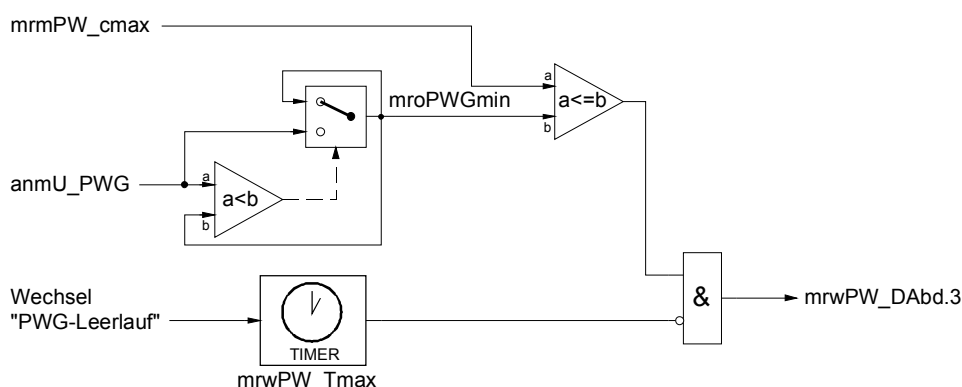 mrmPW_cmax
a
a<=b
b
mroPWGmin
anmU_PWG
a
a<b
b
Wechsel
"PWG-Leerlauf"
TIMER
mrwPW_Tmax
&
mrwPW_DAbd.3